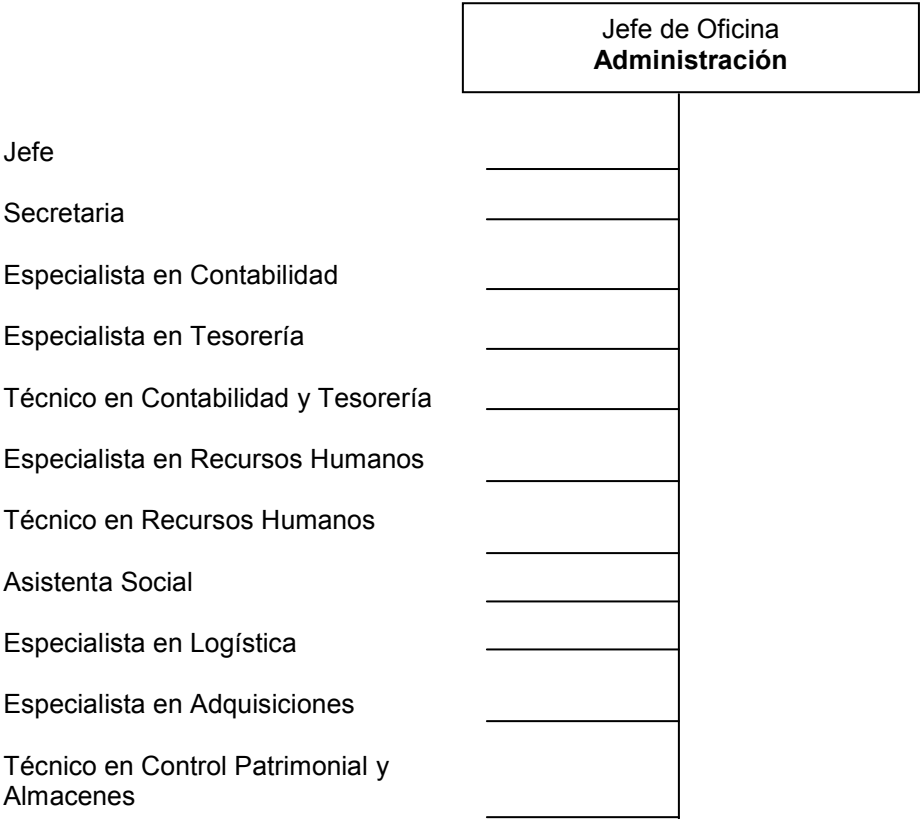 Jefe de Oficina
Administración
Jefe
Secretaria
Especialista en Contabilidad
Especialista en Tesorería
Técnico en Contabilidad y Tesorería
Especialista en Recursos Humanos
Técnico en Recursos Humanos
Asistenta Social
Especialista en Logística
Especialista en Adquisiciones
Técnico en Control Patrimonial y
Almacenes